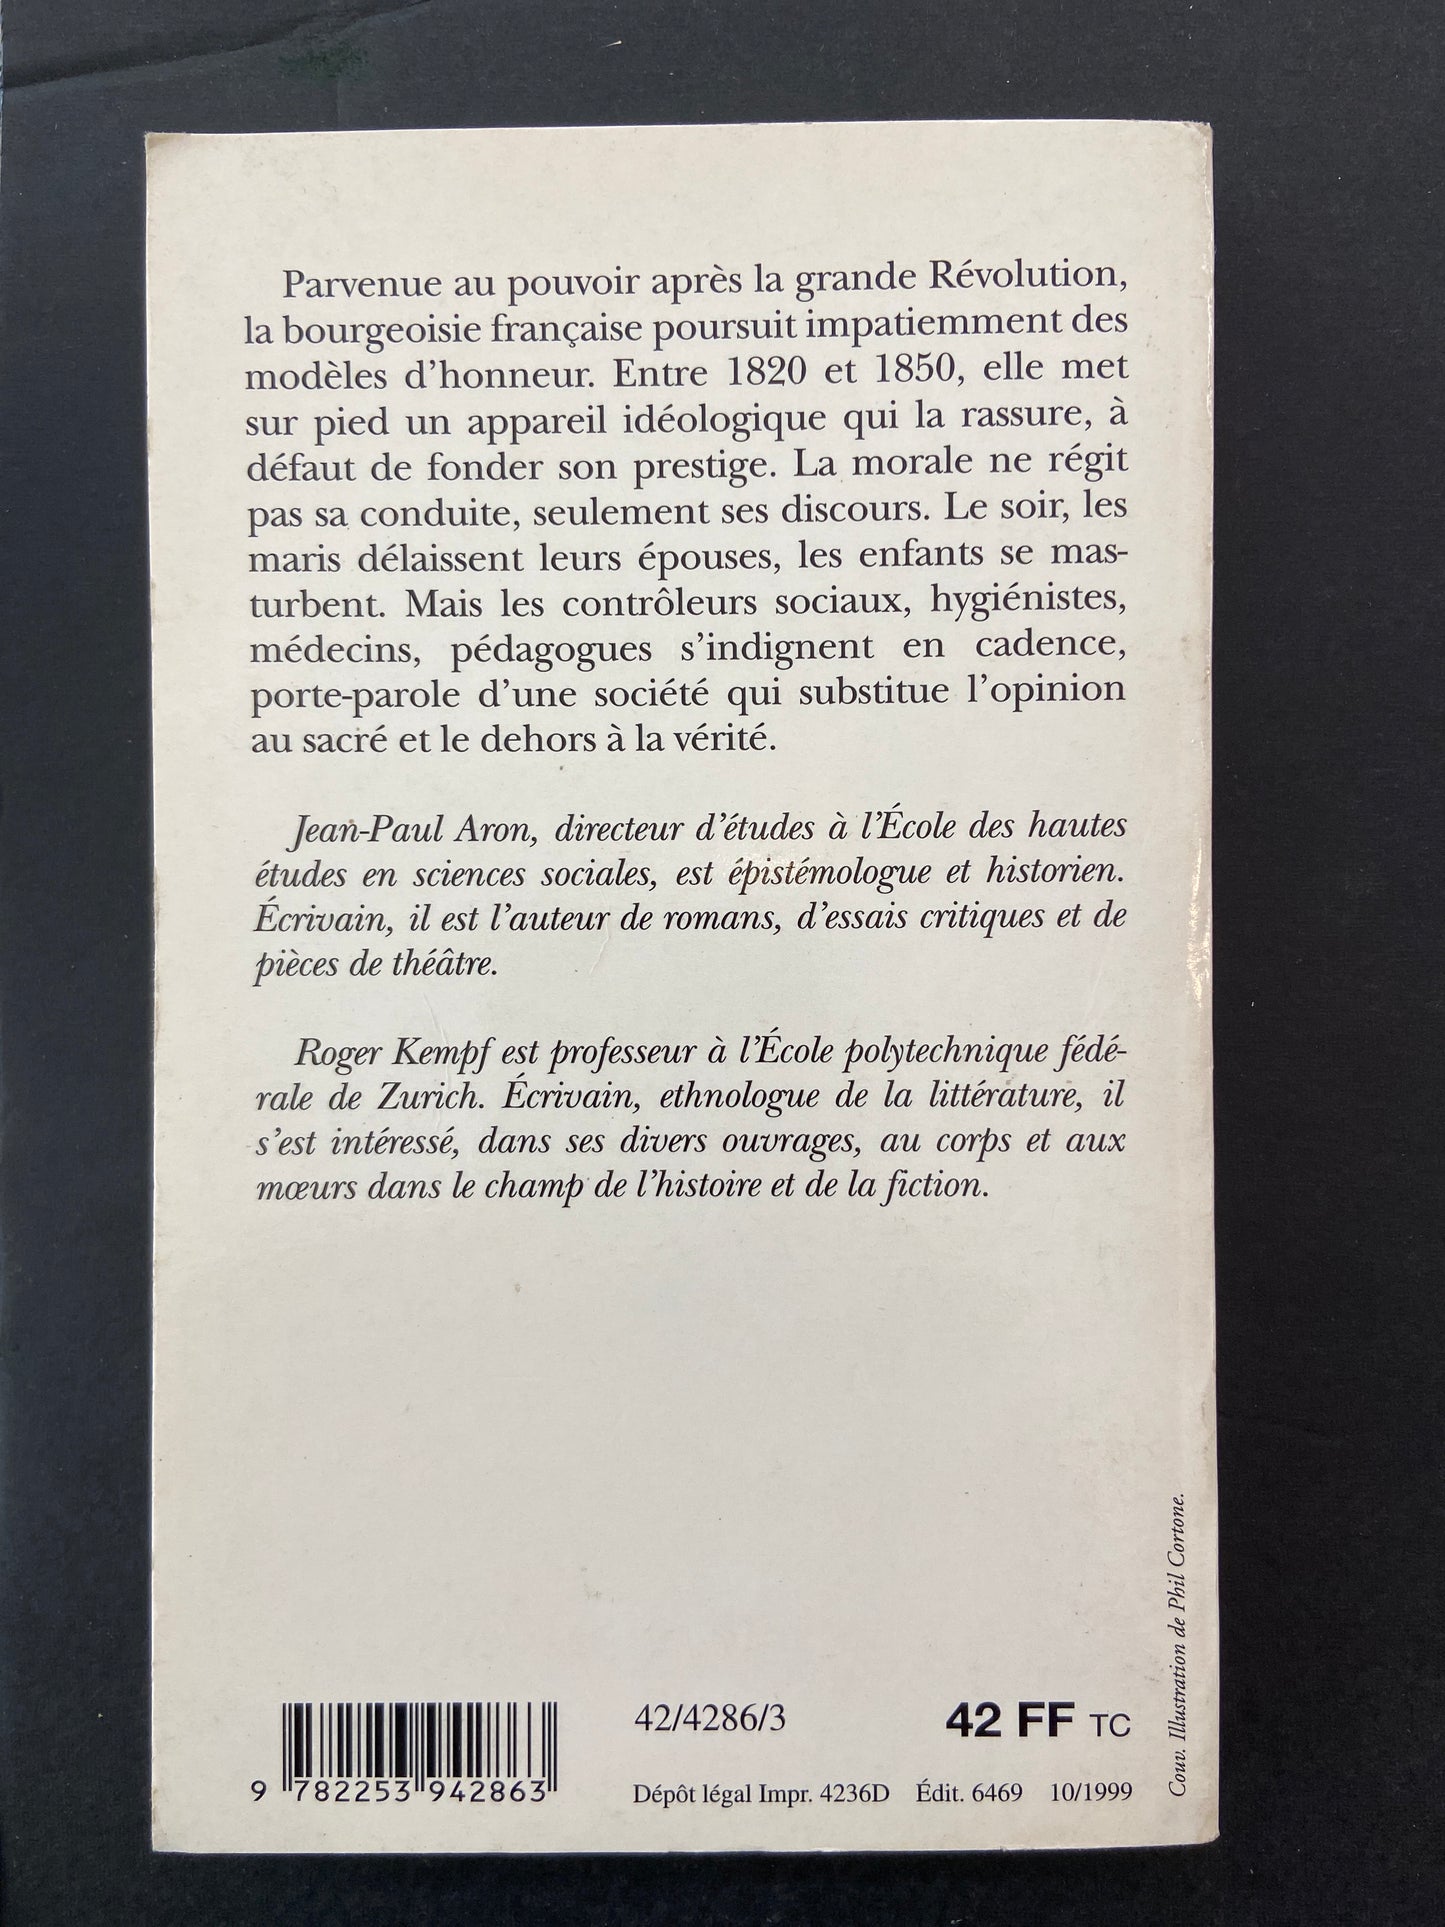 Parvenue au pouvoir après la grande Révolution,
la bourgeoisie française poursuit impatiemment des
modèles d'honneur. Entre 1820 et 1850, elle met
sur pied un appareil idéologique qui la rassure, à
défaut de fonder son prestige. La morale ne régit
pas sa conduite, seulement ses discours. Le soir, les
maris délaissent leurs épouses, les enfants se mas-
turbent. Mais les contrôleurs sociaux, hygiénistes,
médecins, pédagogues s'indignent en cadence,
porte-parole d'une société qui substitue l'opinion
au sacré et le dehors à la vérité.
Jean-Paul Aron, directeur d'études à l'École des hautes
études en sciences sociales, est épistémologue et historien.
Écrivain, il est l'auteur de romans, d'essais critiques et de
pièces de théâtre.
Roger Kempf est professeur à l'École polytechnique fédé-
rale de Zurich. Écrivain, ethnologue de la littérature, il
s'est intéressé, dans ses divers ouvrages, au corps et aux
mœurs dans le champ de l'histoire et de la fiction.
Couv. Illustration de Phil Cortone.
42/4286/3
42 FF TC
9 782253 942863
Dépôt légal Impr. 4236D Édit. 6469 10/1999